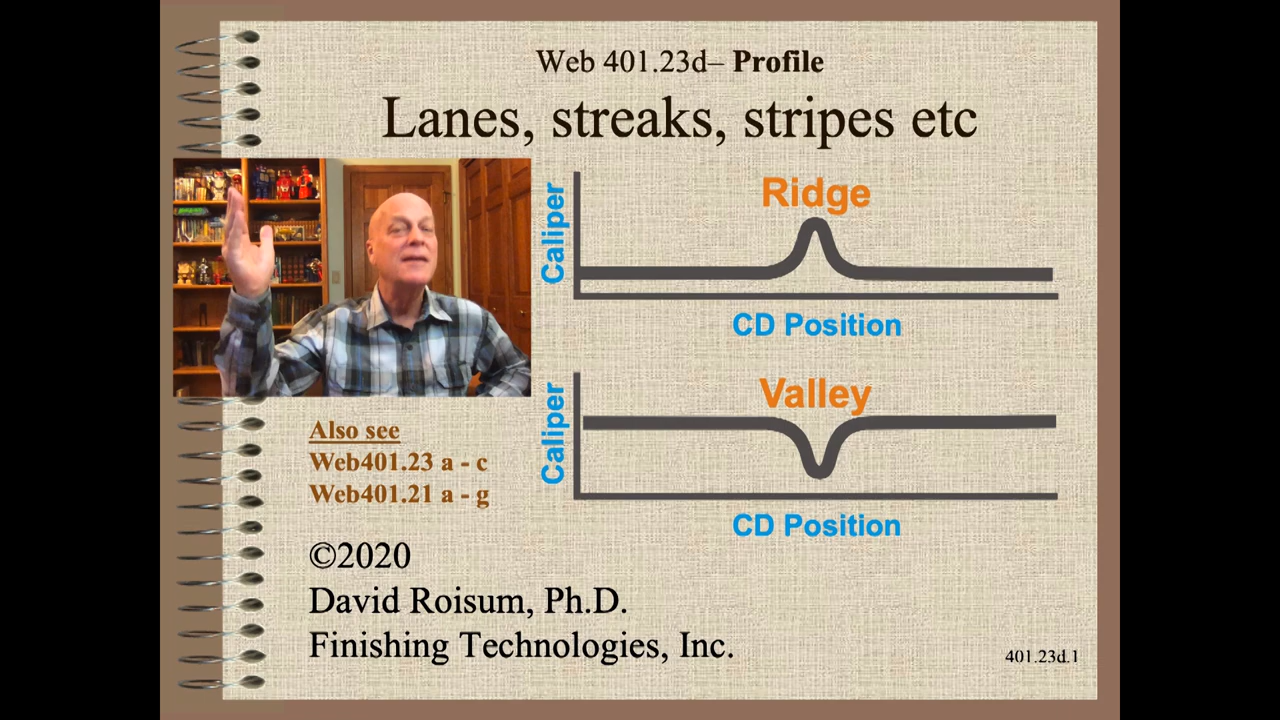 Web 401.23d– Profile
Lanes, streaks, stripes etc
Ridge
Caliper
CD Position
Valley
Caliper
CD Position
Also see
Web401.23 a - c
Web401.21 a - g
©2020
David Roisum, Ph.D.
Finishing Technologies, Inc.
401.23d.1